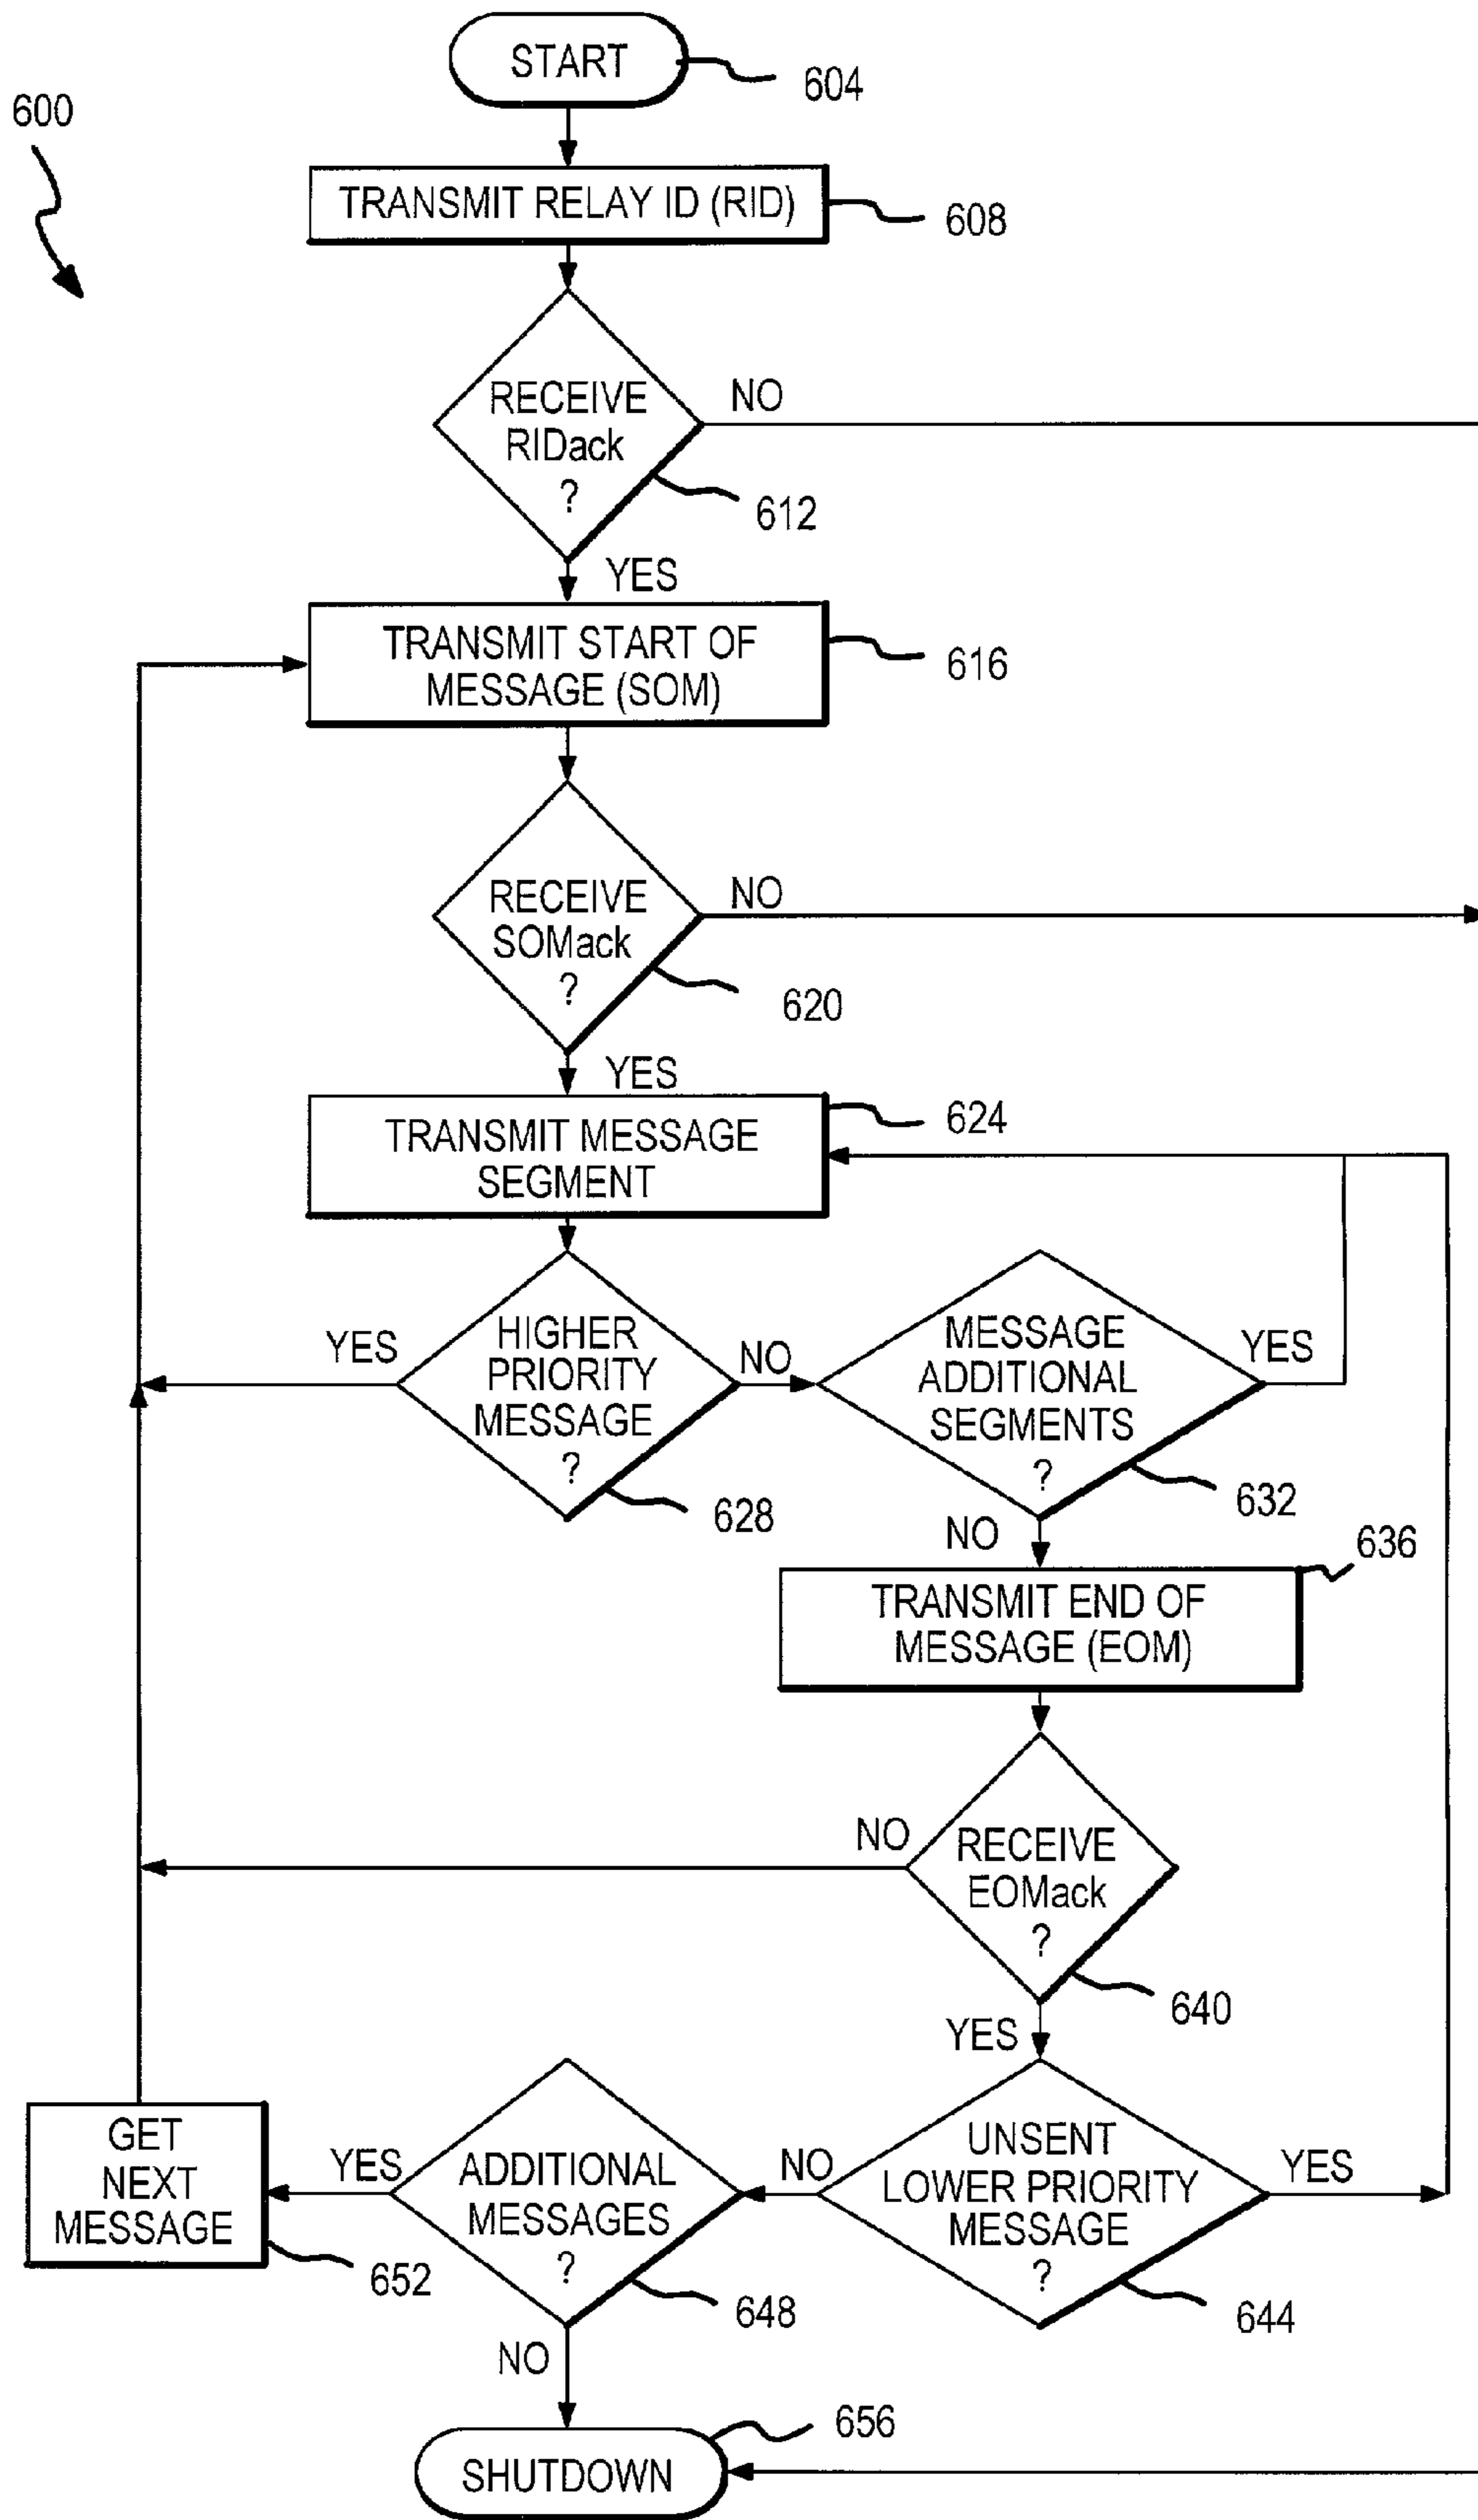 START
604
600
TRANSMIT RELAY ID (RID)
608
RECEIVE
RIDack
?
NO
612
YES
TRANSMIT START OF
MESSAGE (SOM)
616
RECEIVE
SOMack
?
NO
620
YES
TRANSMIT MESSAGE
SEGMENT
624
YES
HIGHER
PRIORITY
MESSAGE
?
NO
628
MESSAGE
ADDITIONAL
SEGMENTS
?
YES
632
NO
636
TRANSMIT END OF
MESSAGE (EOM)
NO
RECEIVE
EOMack
?
640
YES
UNSENT
LOWER PRIORITY
MESSAGE
?
YES
644
NO
ADDITIONAL
MESSAGES
?
648
YES
GET
NEXT
MESSAGE
652
NO
656
SHUTDOWN